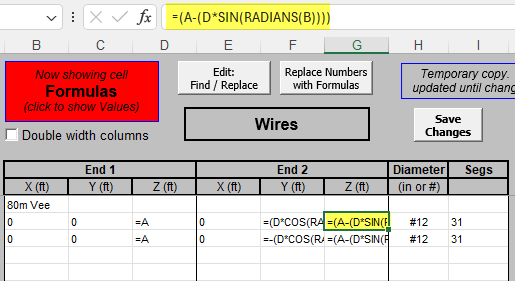 fx =(A-(D*SIN(RADIANS(B))))
B C D E F G H I
Now showing cell
Formulas
(click to show Values)
Edit:
Find / Replace
Replace Numbers
with Formulas
Temporary copy.
updated until chang
Double width columns
Wires
Save
Changes
End 1 End 2 Diameter Segs
X (ft) Y (ft) Z (ft) X (ft) Y (ft) Z (ft) (in or #)
80m Vee
0 0 =A 0 =(D*COS(RA =(A-(D*SIN(F #12 31
0 0 =A 0 =-(D*COS(R =(A-(D*SIN(F #12 31